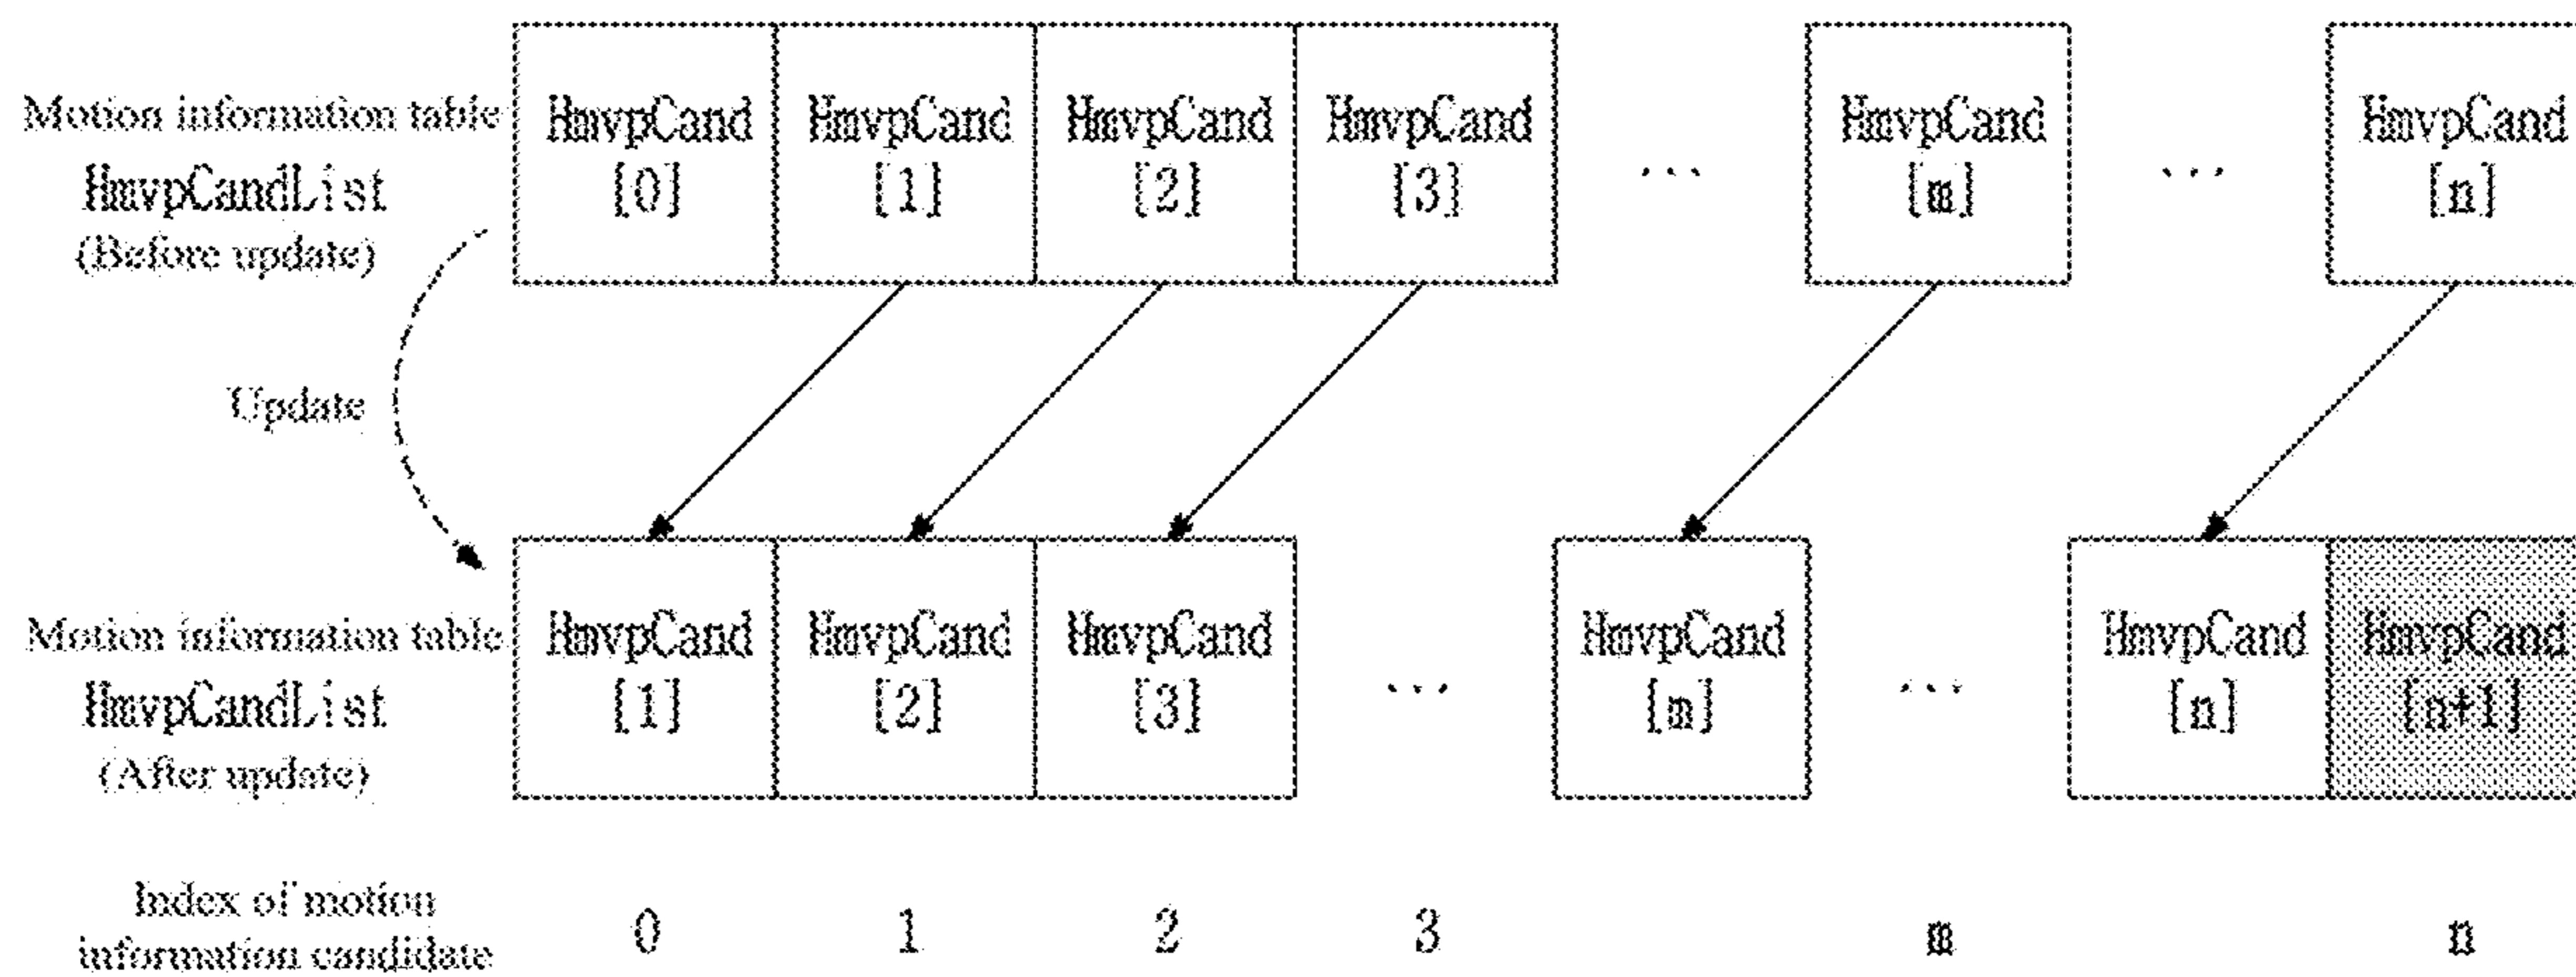 Motion information table
HmvpCandList
(Before update)
HmvpCand
[0]
HmvpCand
[1]
HmvpCand
[2]
HmvpCand
[3]
...
HmvpCand
[m]
...
HmvpCand
[n]
Update
Motion information table
HmvpCandList
(After update)
HmvpCand
[1]
HmvpCand
[2]
HmvpCand
[3]
...
HmvpCand
[m]
...
HmvpCand
[n]
HmvpCand
[n+1]
Index of motion
information candidate
0 1 2 3 m n